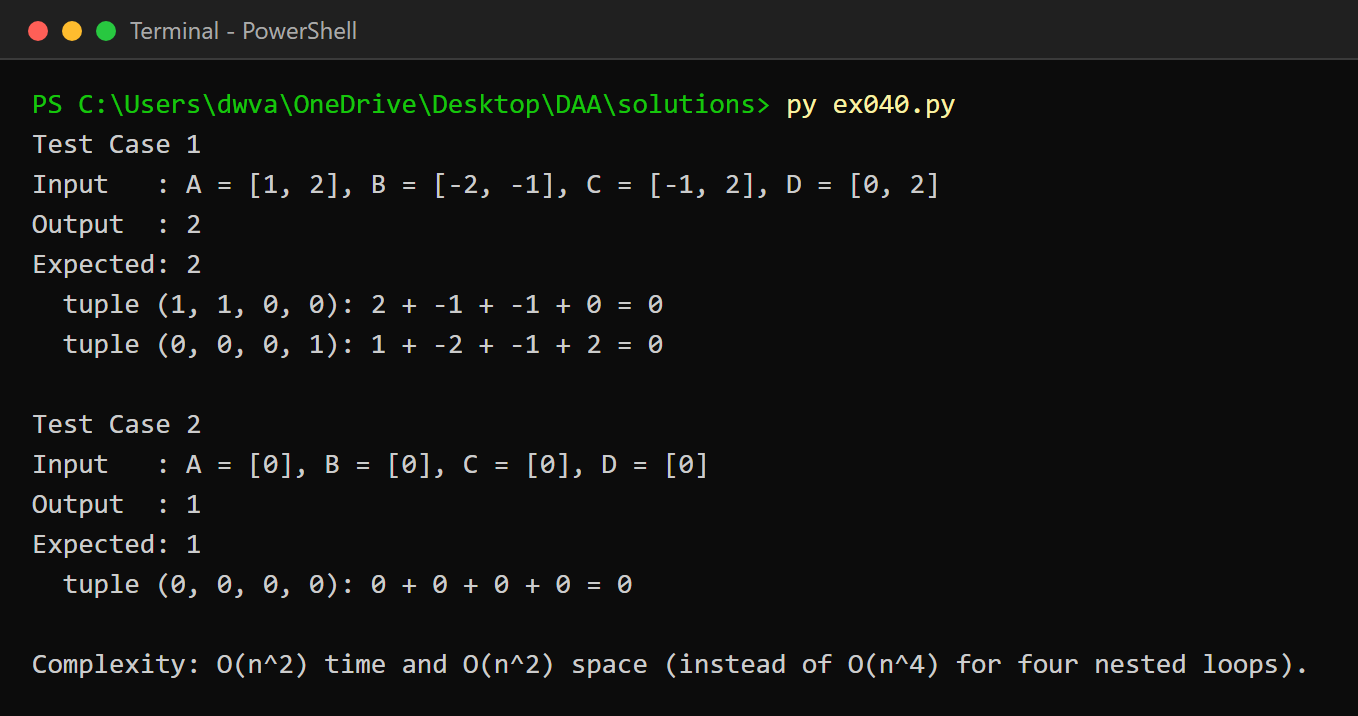 Terminal - PowerShell
PS C:\Users\dwva\OneDrive\Desktop\DAA\solutions> py ex040.py
Test Case 1
Input   : A = [1, 2], B = [-2, -1], C = [-1, 2], D = [0, 2]
Output  : 2
Expected: 2
  tuple (1, 1, 0, 0): 2 + -1 + -1 + 0 = 0
  tuple (0, 0, 0, 1): 1 + -2 + -1 + 2 = 0
Test Case 2
Input   : A = [0], B = [0], C = [0], D = [0]
Output  : 1
Expected: 1
  tuple (0, 0, 0, 0): 0 + 0 + 0 + 0 = 0
Complexity: O(n^2) time and O(n^2) space (instead of O(n^4) for four nested loops).